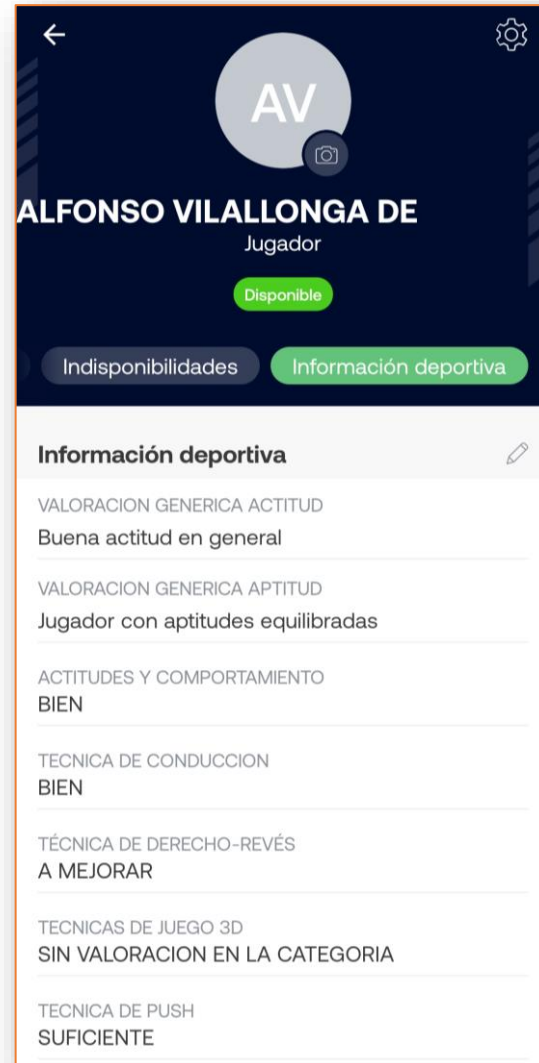 AV
ALFONSO VILALLONGA DE
Jugador
Disponible
Indisponibilidades
Información deportiva
Información deportiva
VALORACION GENERICA ACTITUD
Buena actitud en general
VALORACION GENERICA APTITUD
Jugador con aptitudes equilibradas
ACTITUDES Y COMPORTAMIENTO
BIEN
TECNICA DE CONDUCCION
BIEN
TÉCNICA DE DERECHO-REVÉS
A MEJORAR
TECNICAS DE JUEGO 3D
SIN VALORACION EN LA CATEGORIA
TECNICA DE PUSH
SUFICIENTE